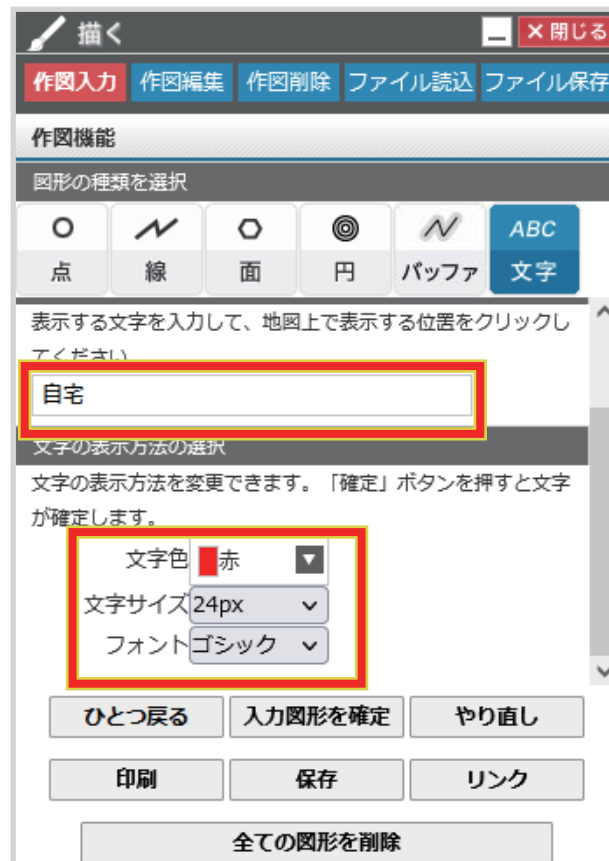 描く
× 閉じる
作図入力 作図編集 作図削除 ファイル読込 ファイル保存
作図機能
図形の種類を選択
ABC
点 線 面 円 バッファ 文字
表示する文字を入力して、地図上で表示する位置をクリックし
てください
自宅
文字の表示方法の選択
文字の表示方法を変更できます。「確定」ボタンを押すと文字
が確定します。
文字色 赤
文字サイズ 24px
フォント ゴシック
ひとつ戻る 入力図形を確定 やり直し
印刷 保存 リンク
全ての図形を削除